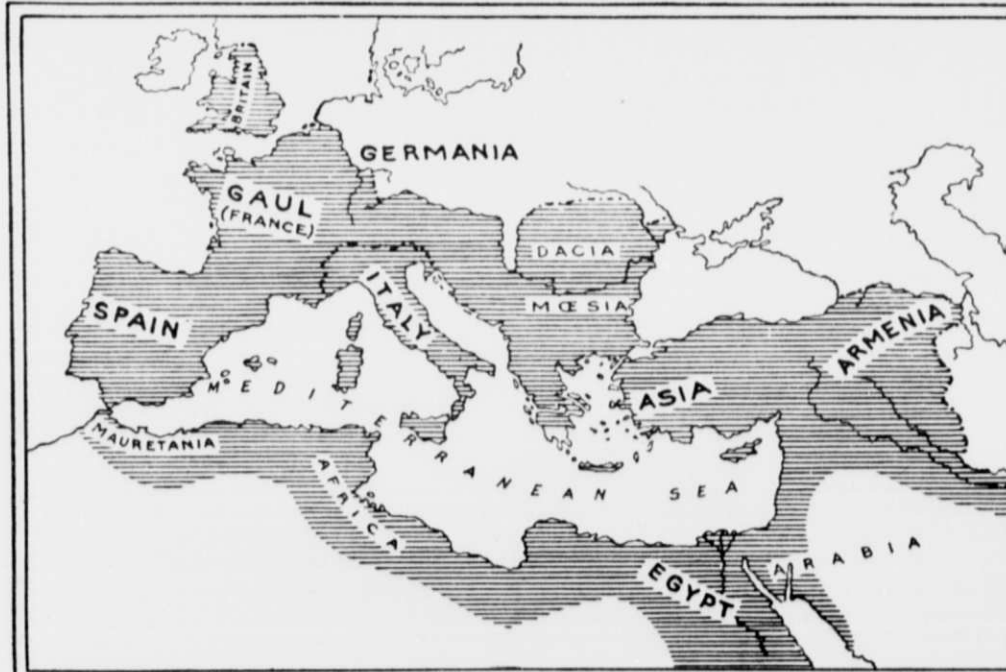 BRITAIN
GERMANIA
GAUL
(FRANCE)
DACIA
ITALY
MŒSIA
SPAIN
ARMENIA
ASIA
MEDITERRANEAN SEA
MAURETANIA
AFRICA
ARABIA
EGYPT